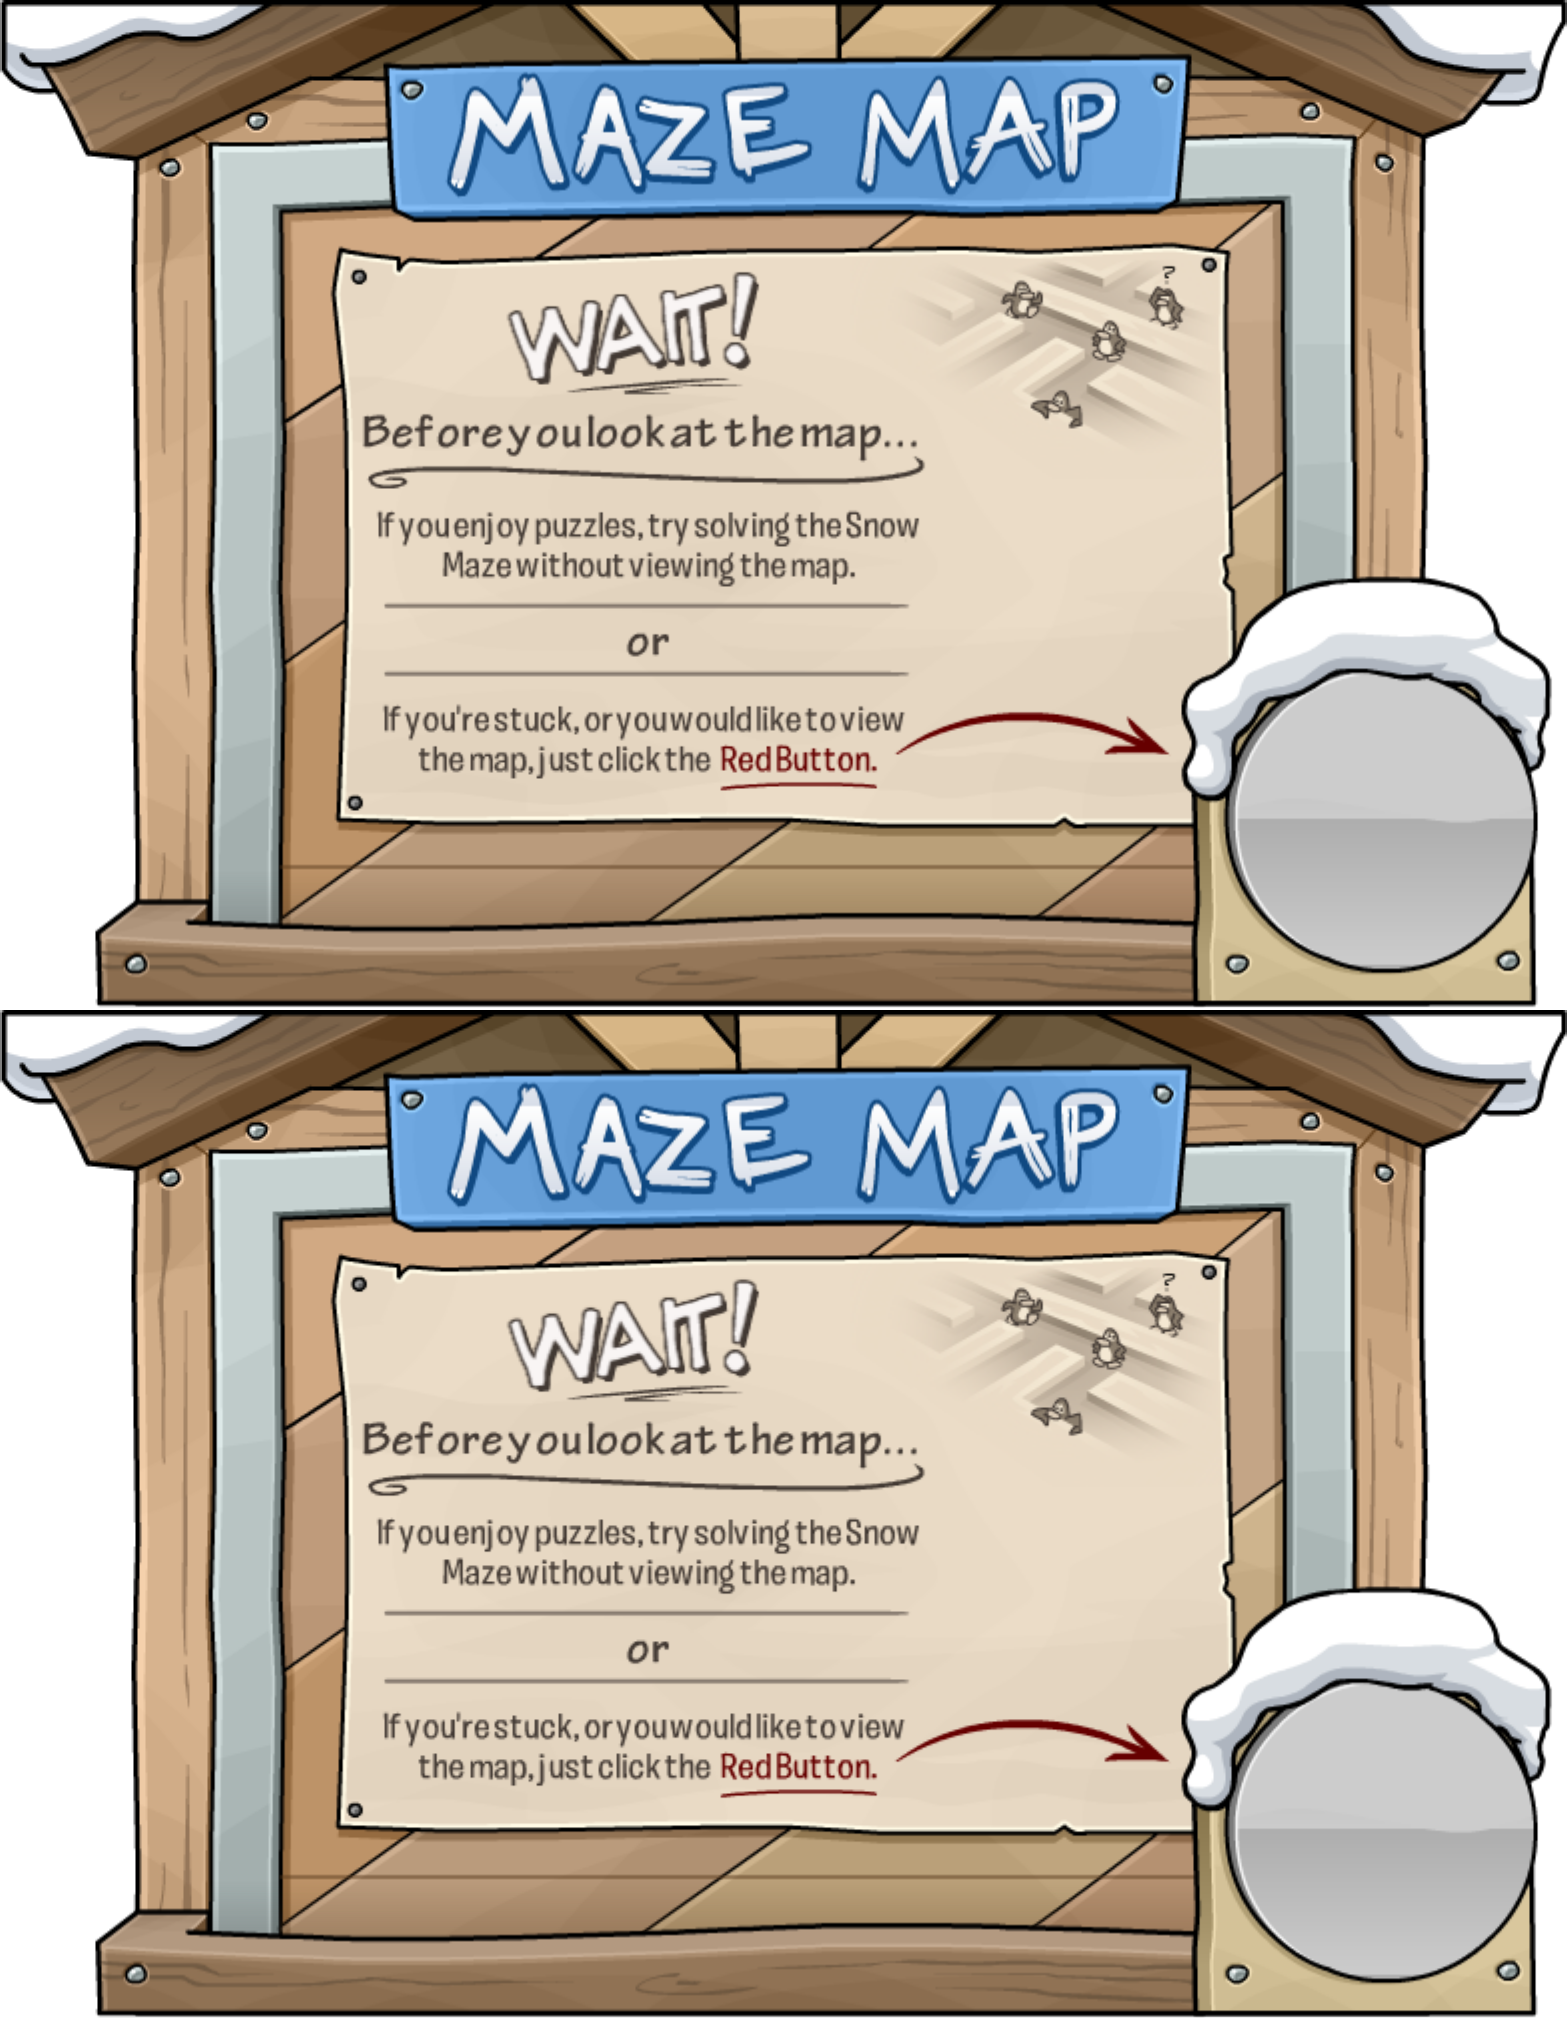 MAZE MAP
WAIT!
?
Before you look at the map...
If you enjoy puzzles, try solving the Snow
Maze without viewing the map.
or
If you're stuck, or you would like to view
the map, just click the Red Button.
MAZE MAP
WAIT!
?
Before you look at the map...
If you enjoy puzzles, try solving the Snow
Maze without viewing the map.
or
If you're stuck, or you would like to view
the map, just click the Red Button.